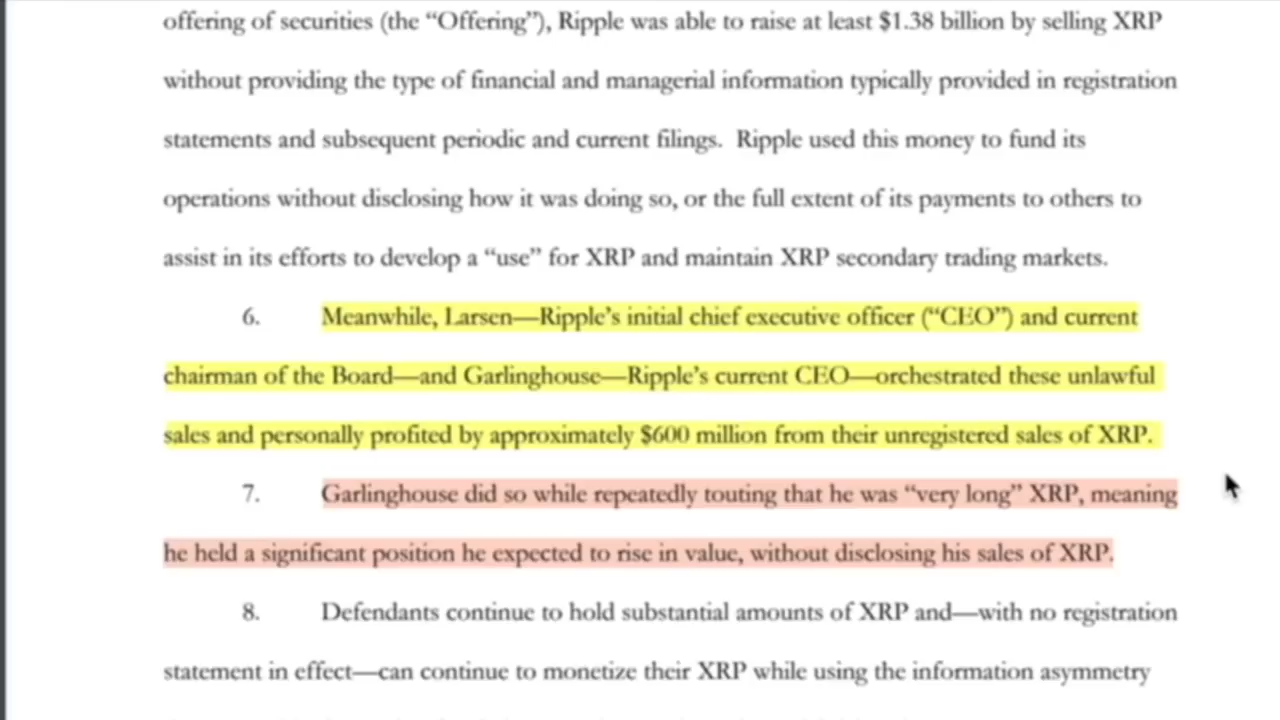 offering of securities (the “Offering”), Ripple was able to raise at least $1.38 billion by selling XRP
without providing the type of financial and managerial information typically provided in registration
statements and subsequent periodic and current filings.  Ripple used this money to fund its
operations without disclosing how it was doing so, or the full extent of its payments to others to
assist in its efforts to develop a “use” for XRP and maintain XRP secondary trading markets.
6. Meanwhile, Larsen—Ripple’s initial chief executive officer (“CEO”) and current
chairman of the Board—and Garlinghouse—Ripple’s current CEO—orchestrated these unlawful
sales and personally profited by approximately $600 million from their unregistered sales of XRP.
7. Garlinghouse did so while repeatedly touting that he was “very long” XRP, meaning
he held a significant position he expected to rise in value, without disclosing his sales of XRP.
8. Defendants continue to hold substantial amounts of XRP and—with no registration
statement in effect—can continue to monetize their XRP while using the information asymmetry